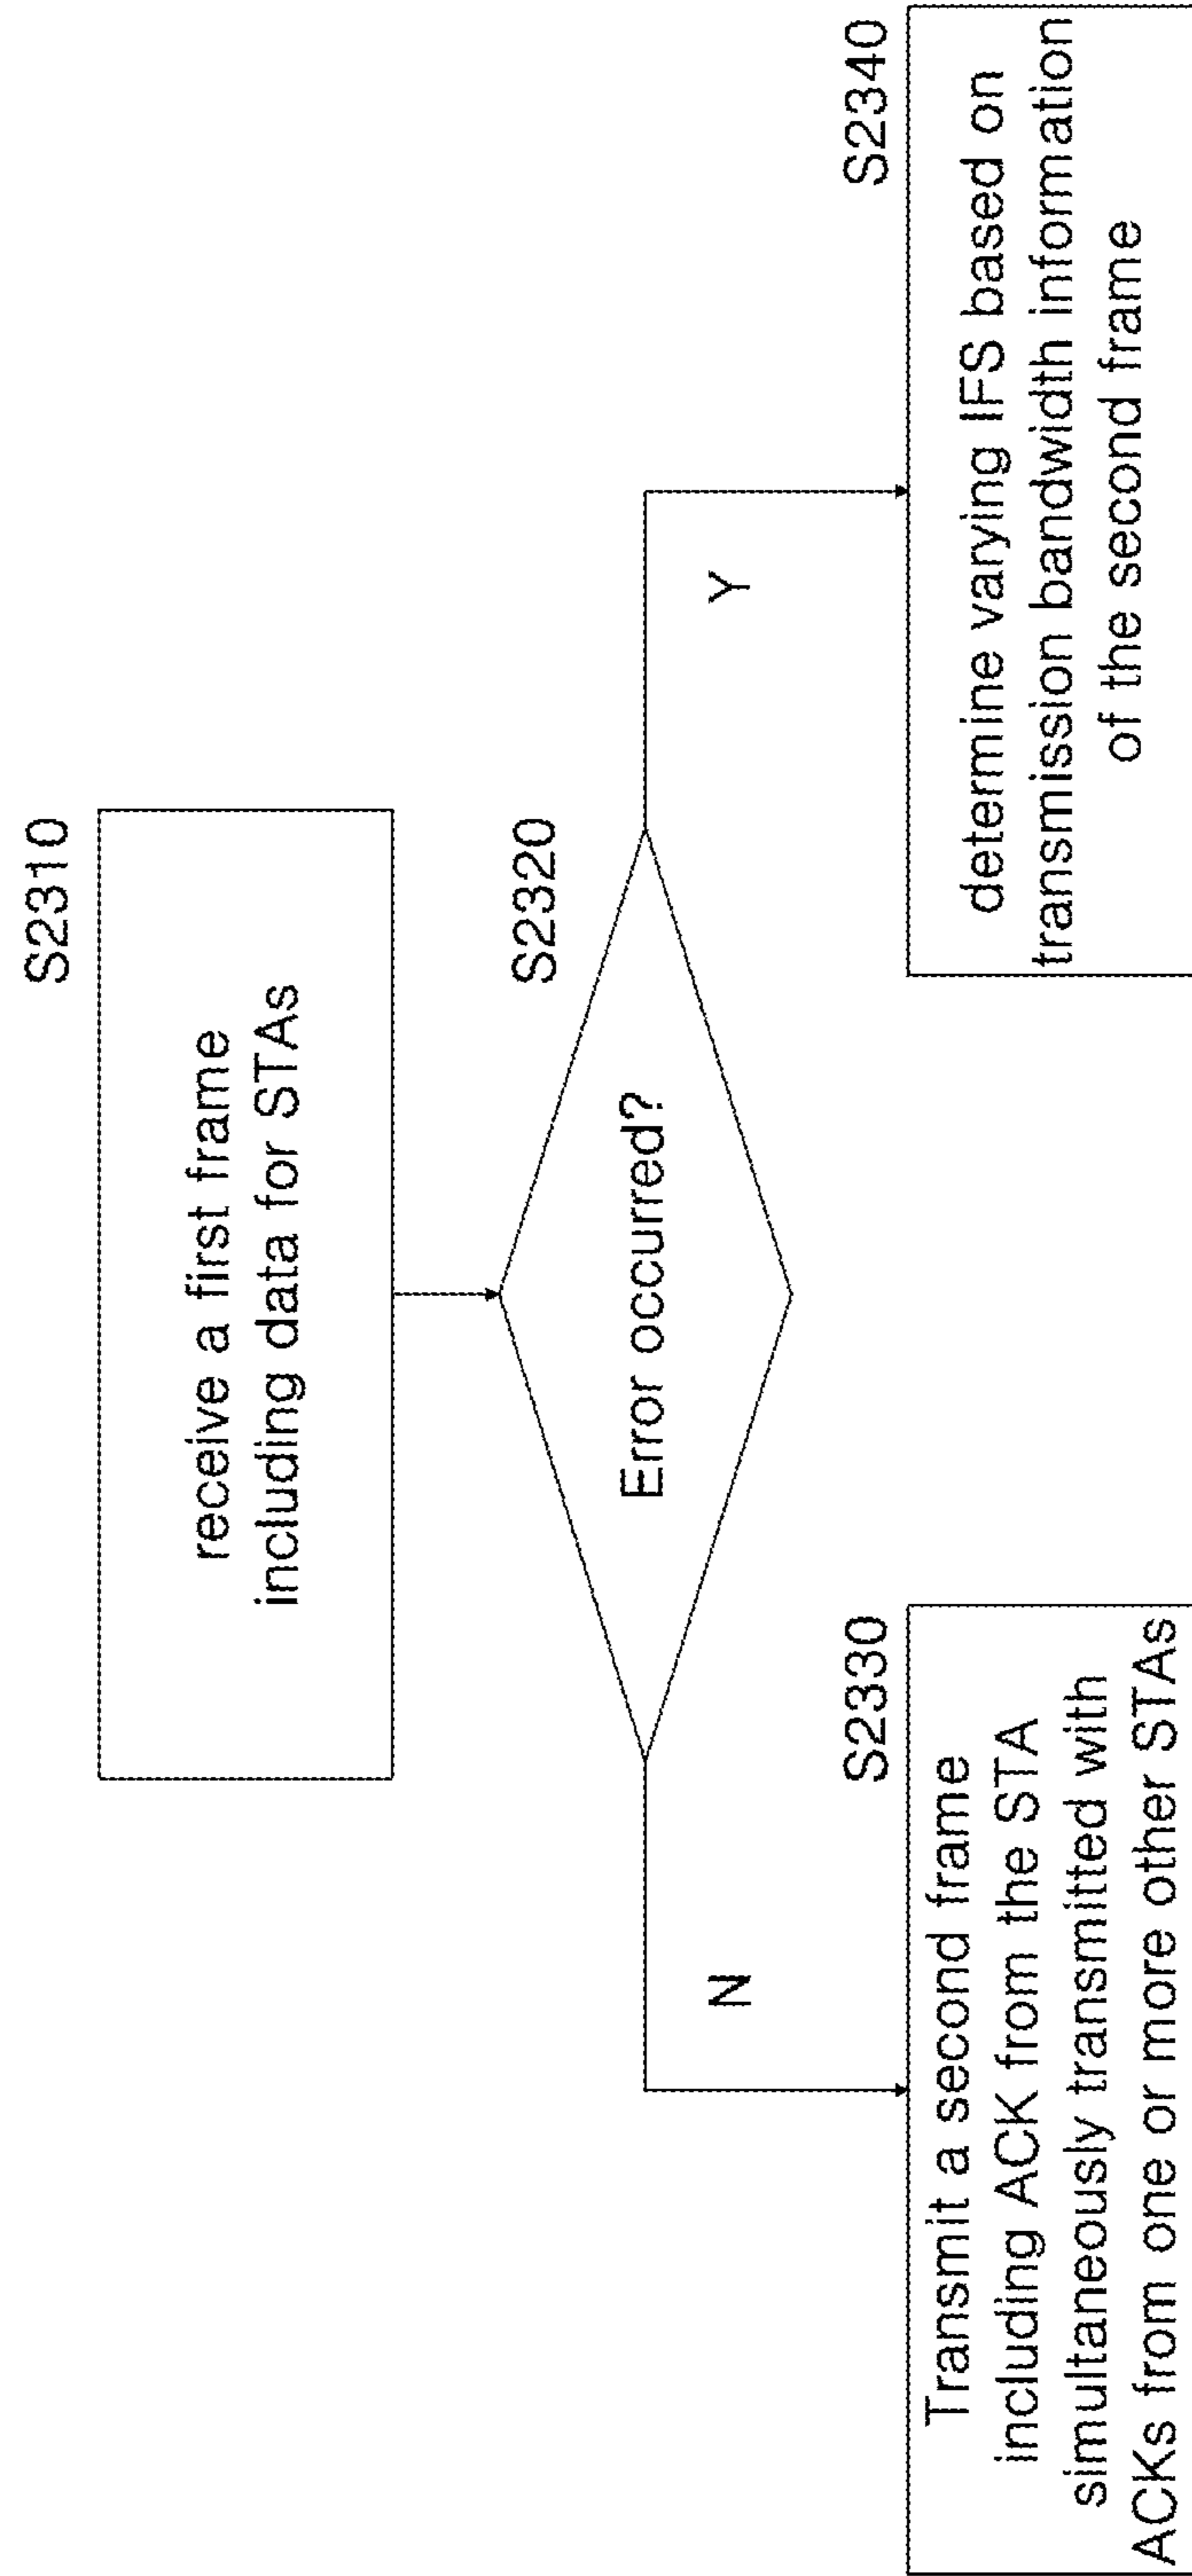 S2310
receive a first frame
including data for STAs
S2320
Error occurred?
N
Y
S2330
Transmit a second frame
including ACK from the STA
simultaneously transmitted with
ACKs from one or more other STAs
S2340
determine varying IFS based on
transmission bandwidth information
of the second frame